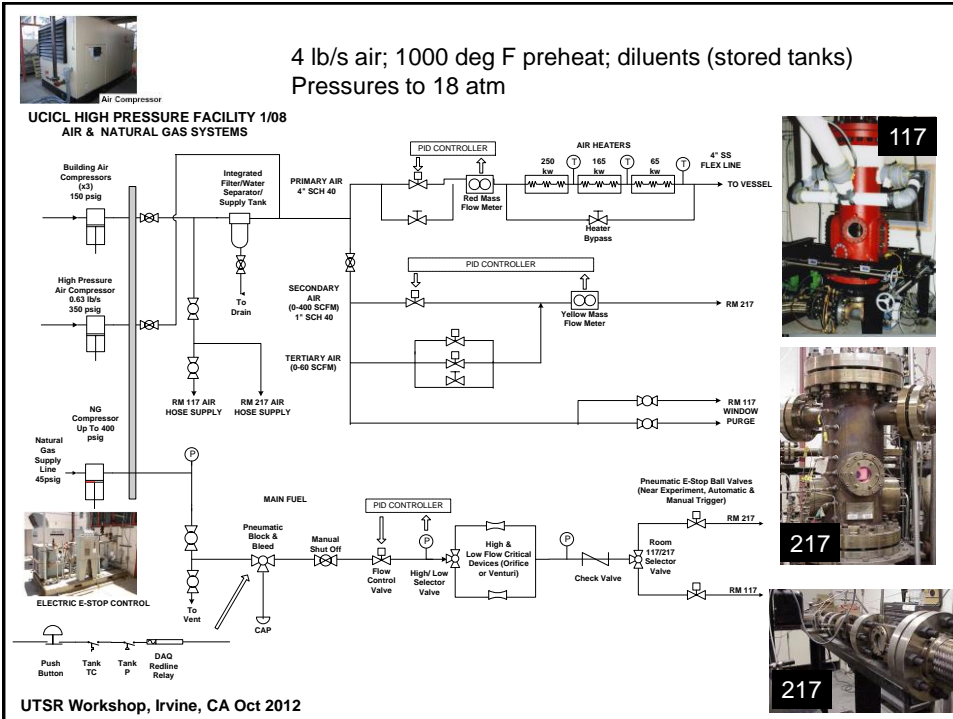 4 lb/s air; 1000 deg F preheat; diluents (stored tanks)
Pressures to 18 atm
Air Compressor
UCICL HIGH PRESSURE FACILITY 1/08
AIR & NATURAL GAS SYSTEMS
Building Air
Compressors
(x3)
150 psig
Integrated
Filter/Water
Separator/
Supply Tank
PRIMARY AIR
4" SCH 40
PID CONTROLLER
Red Mass
Flow Meter
AIR HEATERS
250
kw
165
kw
65
kw
T
T
T
4" SS
FLEX LINE
TO VESSEL
Heater
Bypass
117
High Pressure
Air Compressor
0.63 lb/s
350 psig
To
Drain
SECONDARY
AIR
(0-400 SCFM)
1" SCH 40
PID CONTROLLER
Yellow Mass
Flow Meter
RM 217
TERTIARY AIR
(0-60 SCFM)
RM 117 AIR
HOSE SUPPLY
RM 217 AIR
HOSE SUPPLY
RM 117
WINDOW
PURGE
NG
Compressor
Up To 400
psig
Natural
Gas
Supply
Line
45psig
P
MAIN FUEL
Pneumatic
Block &
Bleed
Manual
Shut Off
PID CONTROLLER
Flow
Control
Valve
P
High/ Low
Selector
Valve
High &
Low Flow Critical
Devices (Orifice
or Venturi)
P
Check Valve
Room
117/217
Selector
Valve
Pneumatic E-Stop Ball Valves
(Near Experiment, Automatic &
Manual Trigger)
RM 217
RM 117
217
ELECTRIC E-STOP CONTROL
To
Vent
CAP
Push
Button
Tank
TC
Tank
P
DAQ
Redline
Relay
217
UTSR Workshop, Irvine, CA Oct 2012